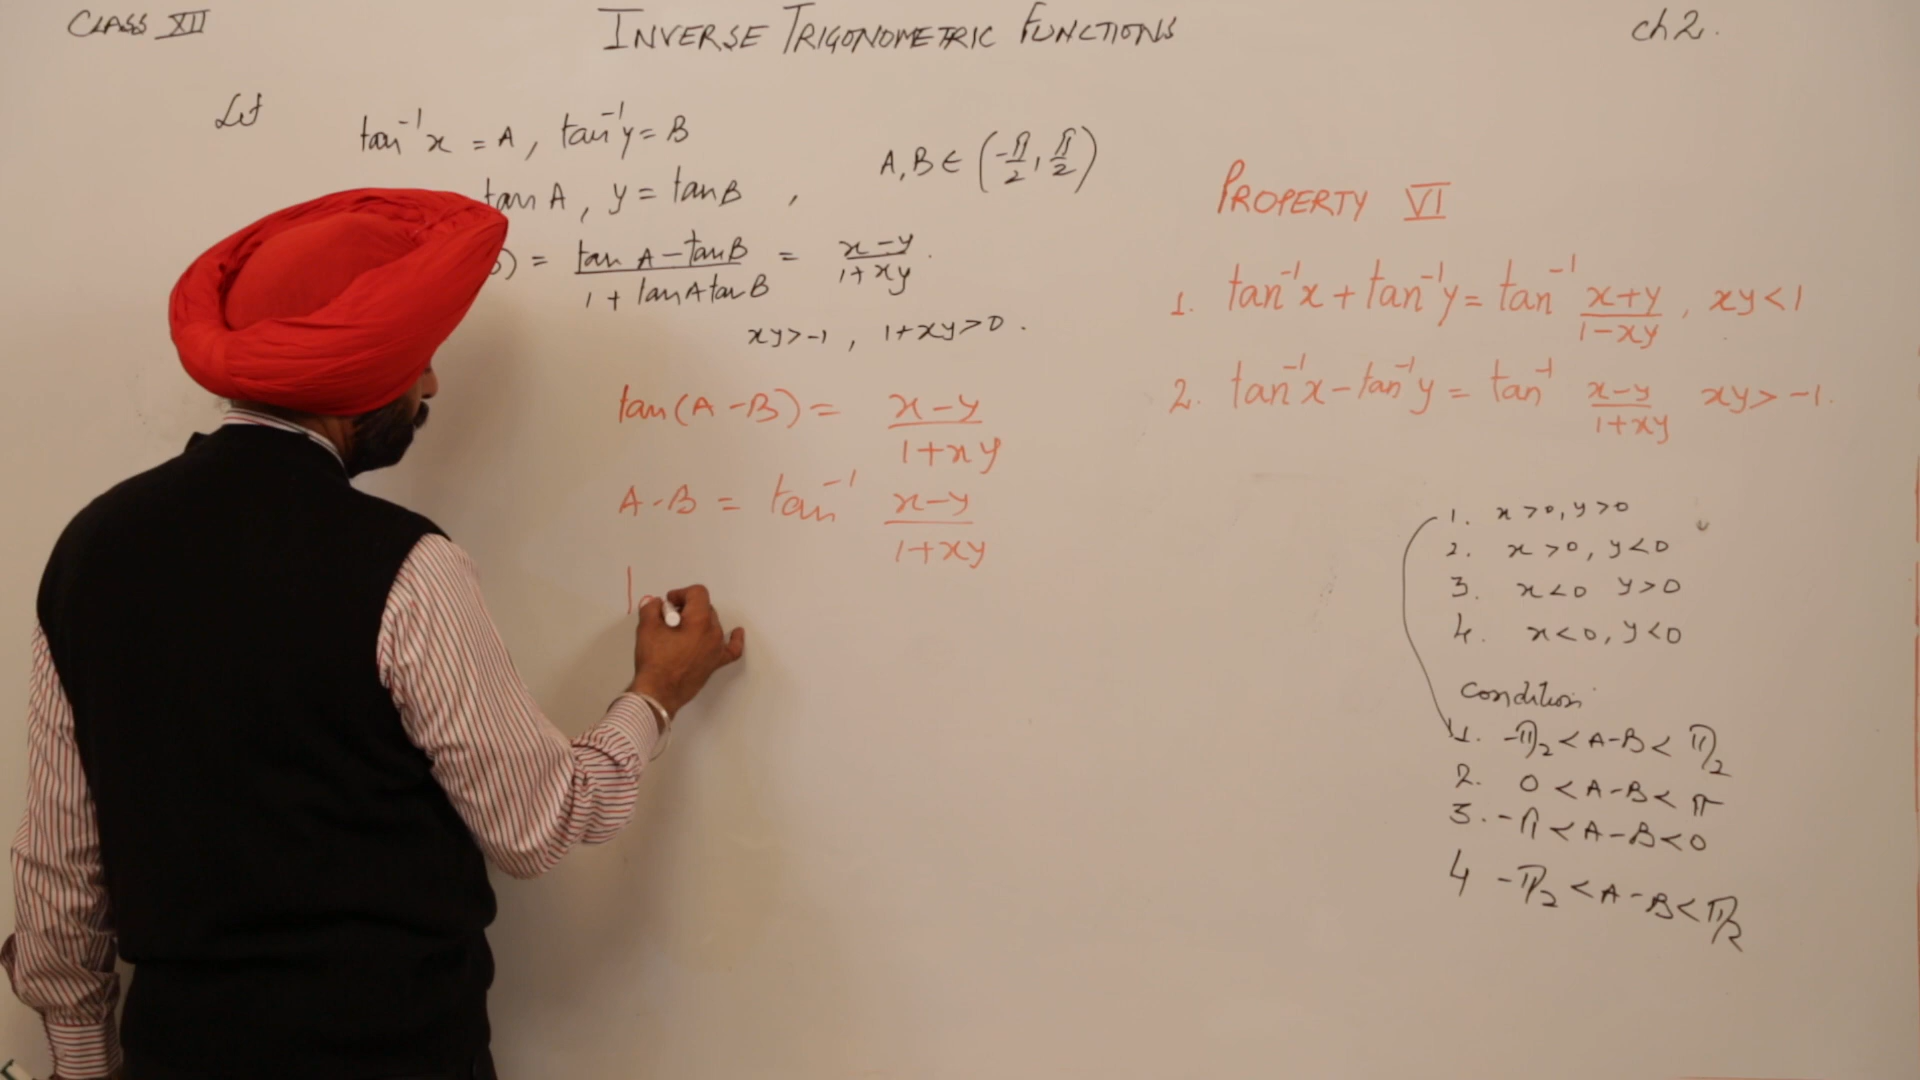 CLASS XII
INVERSE TRIGONOMETRIC FUNCTIONS
ch 2.
Let
tan⁻¹x = A, tan⁻¹y = B
tan A, y = tan B, A, B ∈ (-π/2, π/2)
) = (tan A - tan B)/(1 + tan A tan B) = (x-y)/(1+xy).
xy > -1, 1+xy > 0.
tan(A - B) = (x-y)/(1+xy)
A - B = tan⁻¹ (x-y)/(1+xy)
PROPERTY VI
1. tan⁻¹x + tan⁻¹y = tan⁻¹ (x+y)/(1-xy), xy < 1
2. tan⁻¹x - tan⁻¹y = tan⁻¹ (x-y)/(1+xy) xy > -1.
1. x > 0, y > 0
2. x > 0, y < 0
3. x < 0 y > 0
4. x < 0, y < 0
Condition
1. -π/2 < A-B < π/2
2. 0 < A-B < π
3. -π < A-B < 0
4 -π/2 < A-B < π/2